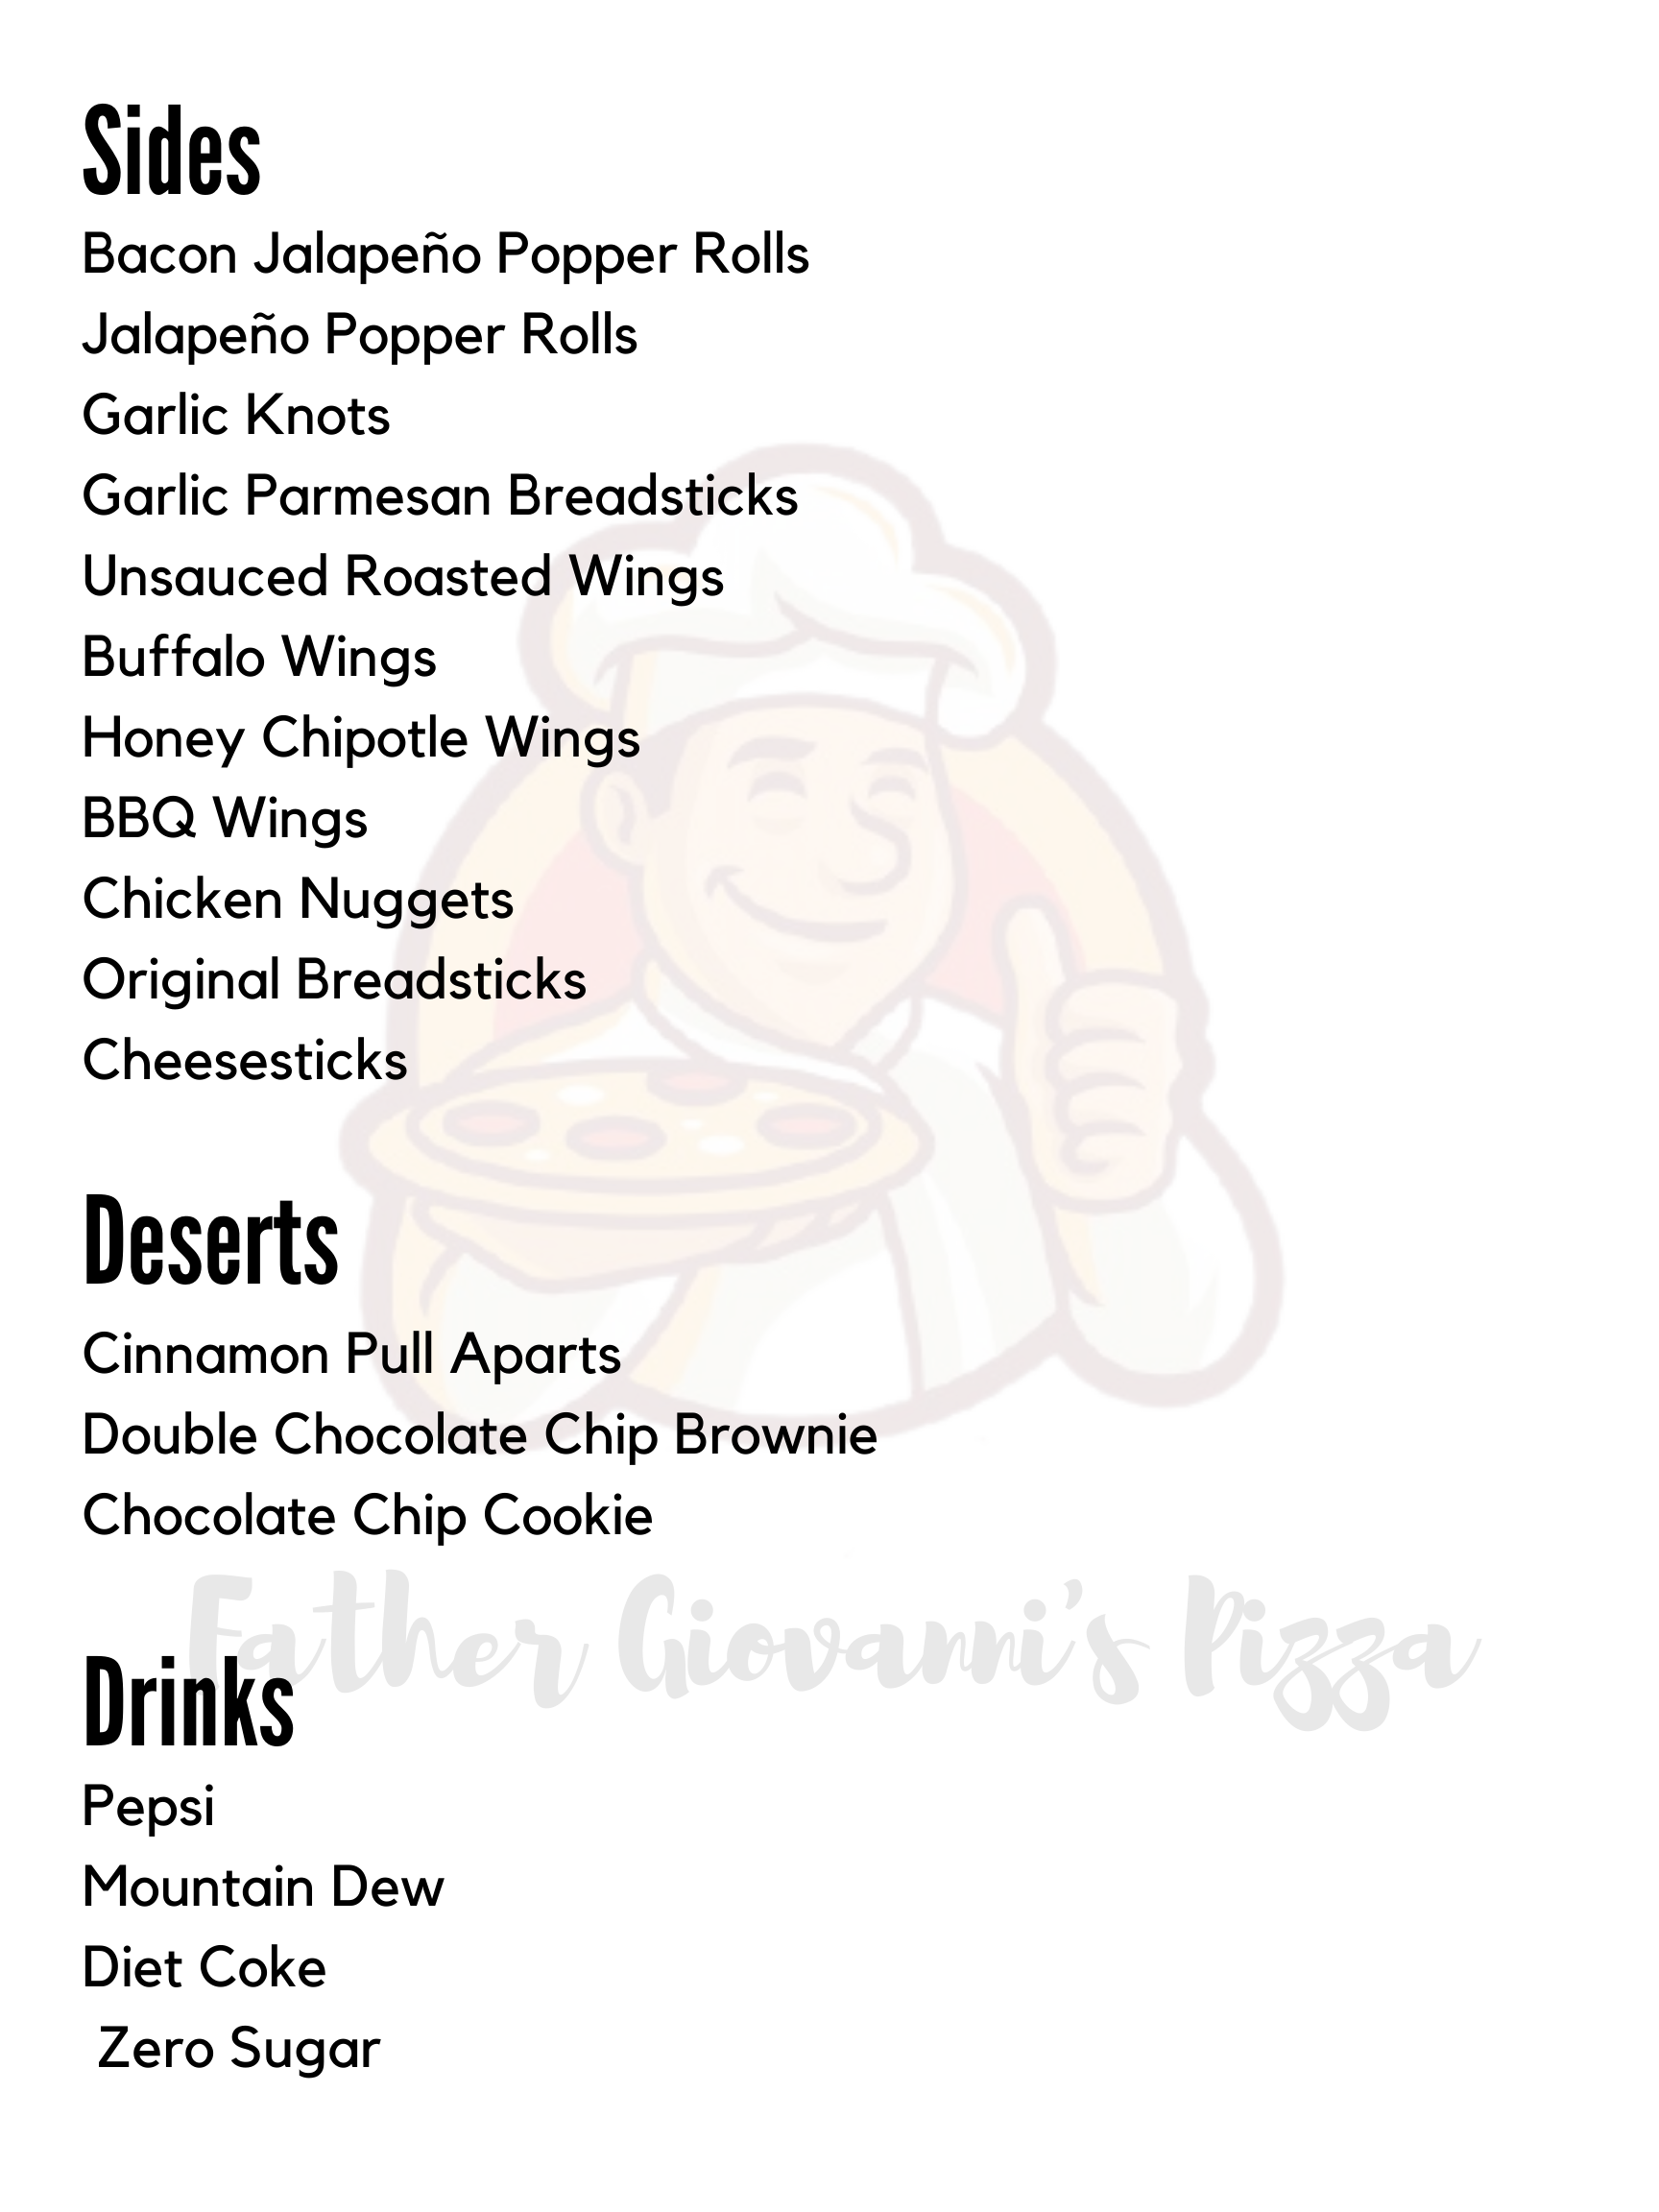 Sides
Bacon Jalapeño Popper Rolls
Jalapeño Popper Rolls
Garlic Knots
Garlic Parmesan Breadsticks
Unsauced Roasted Wings
Buffalo Wings
Honey Chipotle Wings
BBQ Wings
Chicken Nuggets
Original Breadsticks
Cheesesticks
Deserts
Cinnamon Pull Aparts
Double Chocolate Chip Brownie
Chocolate Chip Cookie
Father Giovanni's Pizza
Drinks
Pepsi
Mountain Dew
Diet Coke
Zero Sugar